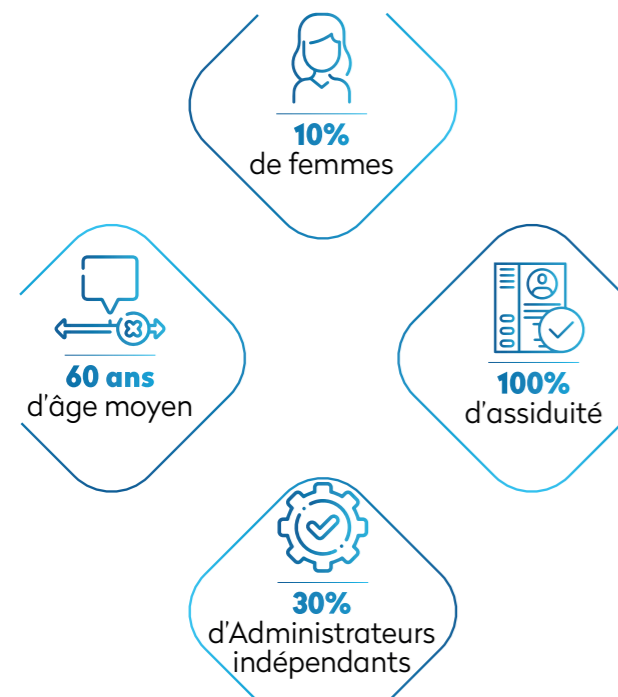 10%
de femmes
60 ans
d'âge moyen
100%
d'assiduité
30%
d'Administrateurs
indépendants